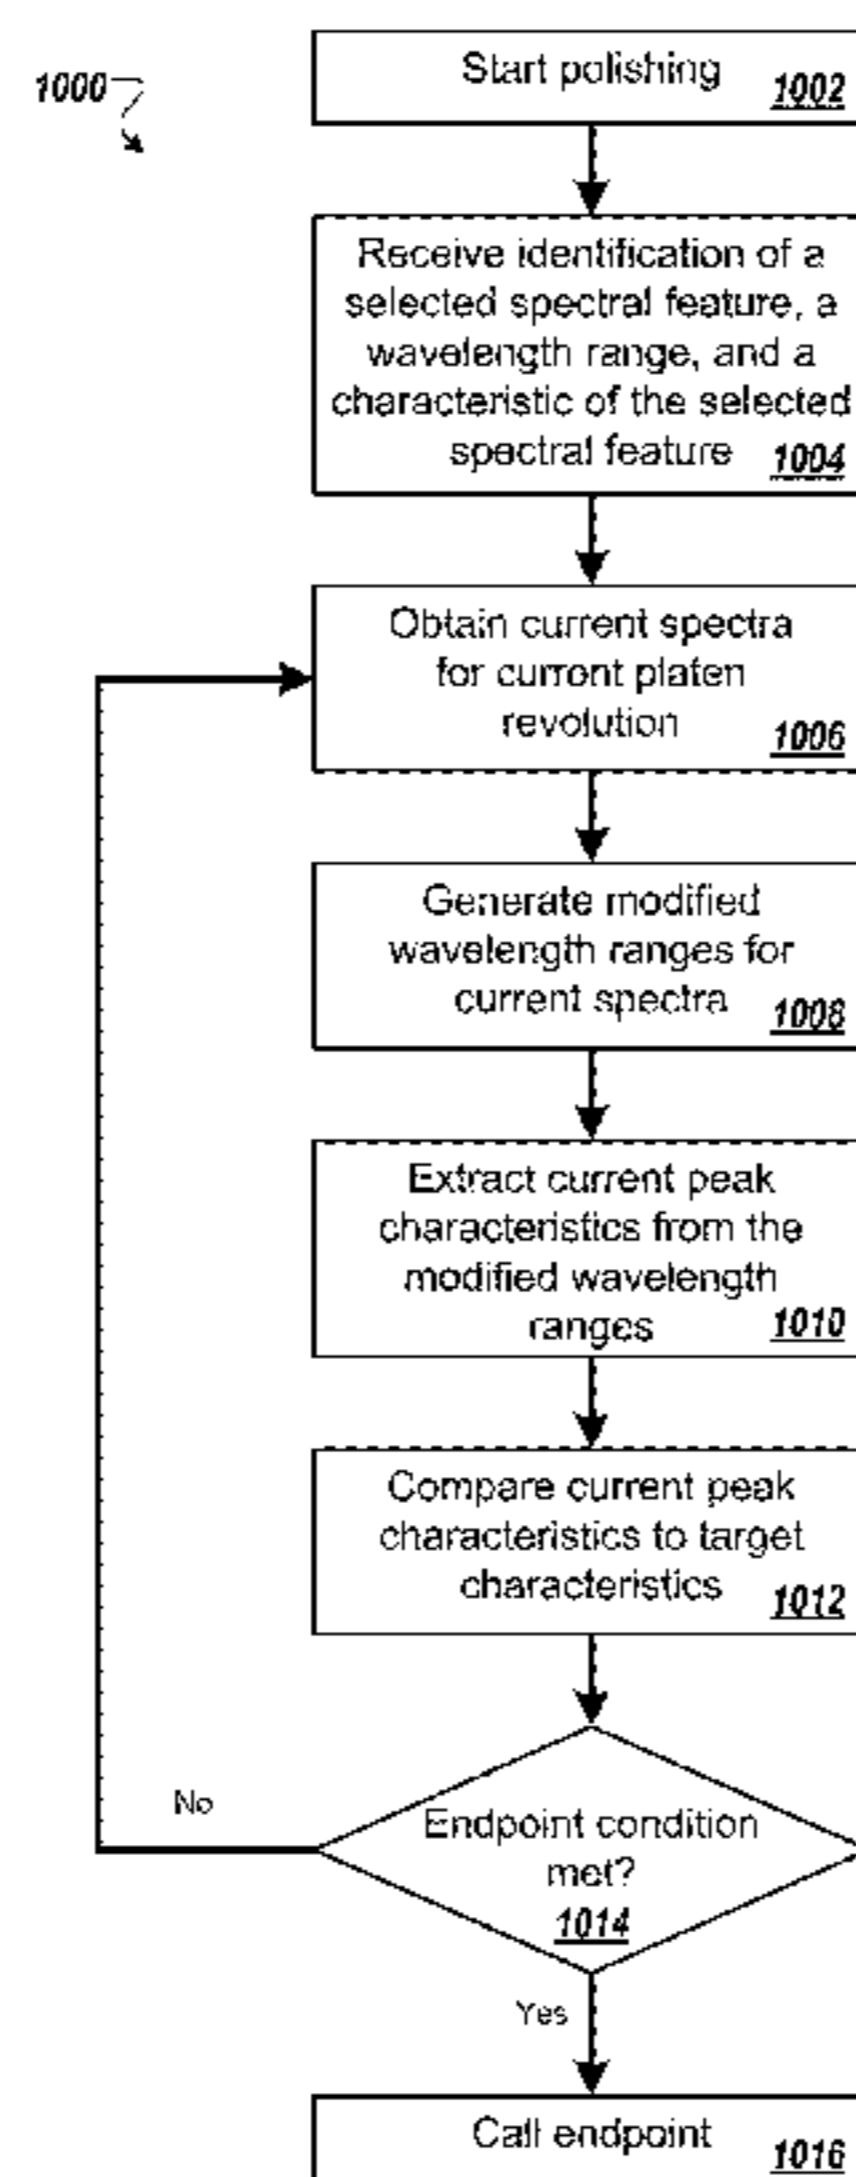 1000
Start polishing
1002
Receive identification of a
selected spectral feature, a
wavelength range, and a
characteristic of the selected
spectral feature
1004
Obtain current spectra
for current platen
revolution
1006
Generate modified
wavelength ranges for
current spectra
1008
Extract current peak
characteristics from the
modified wavelength
ranges
1010
Compare current peak
characteristics to target
characteristics
1012
Endpoint condition
met?
1014
No
Yes
Call endpoint
1016